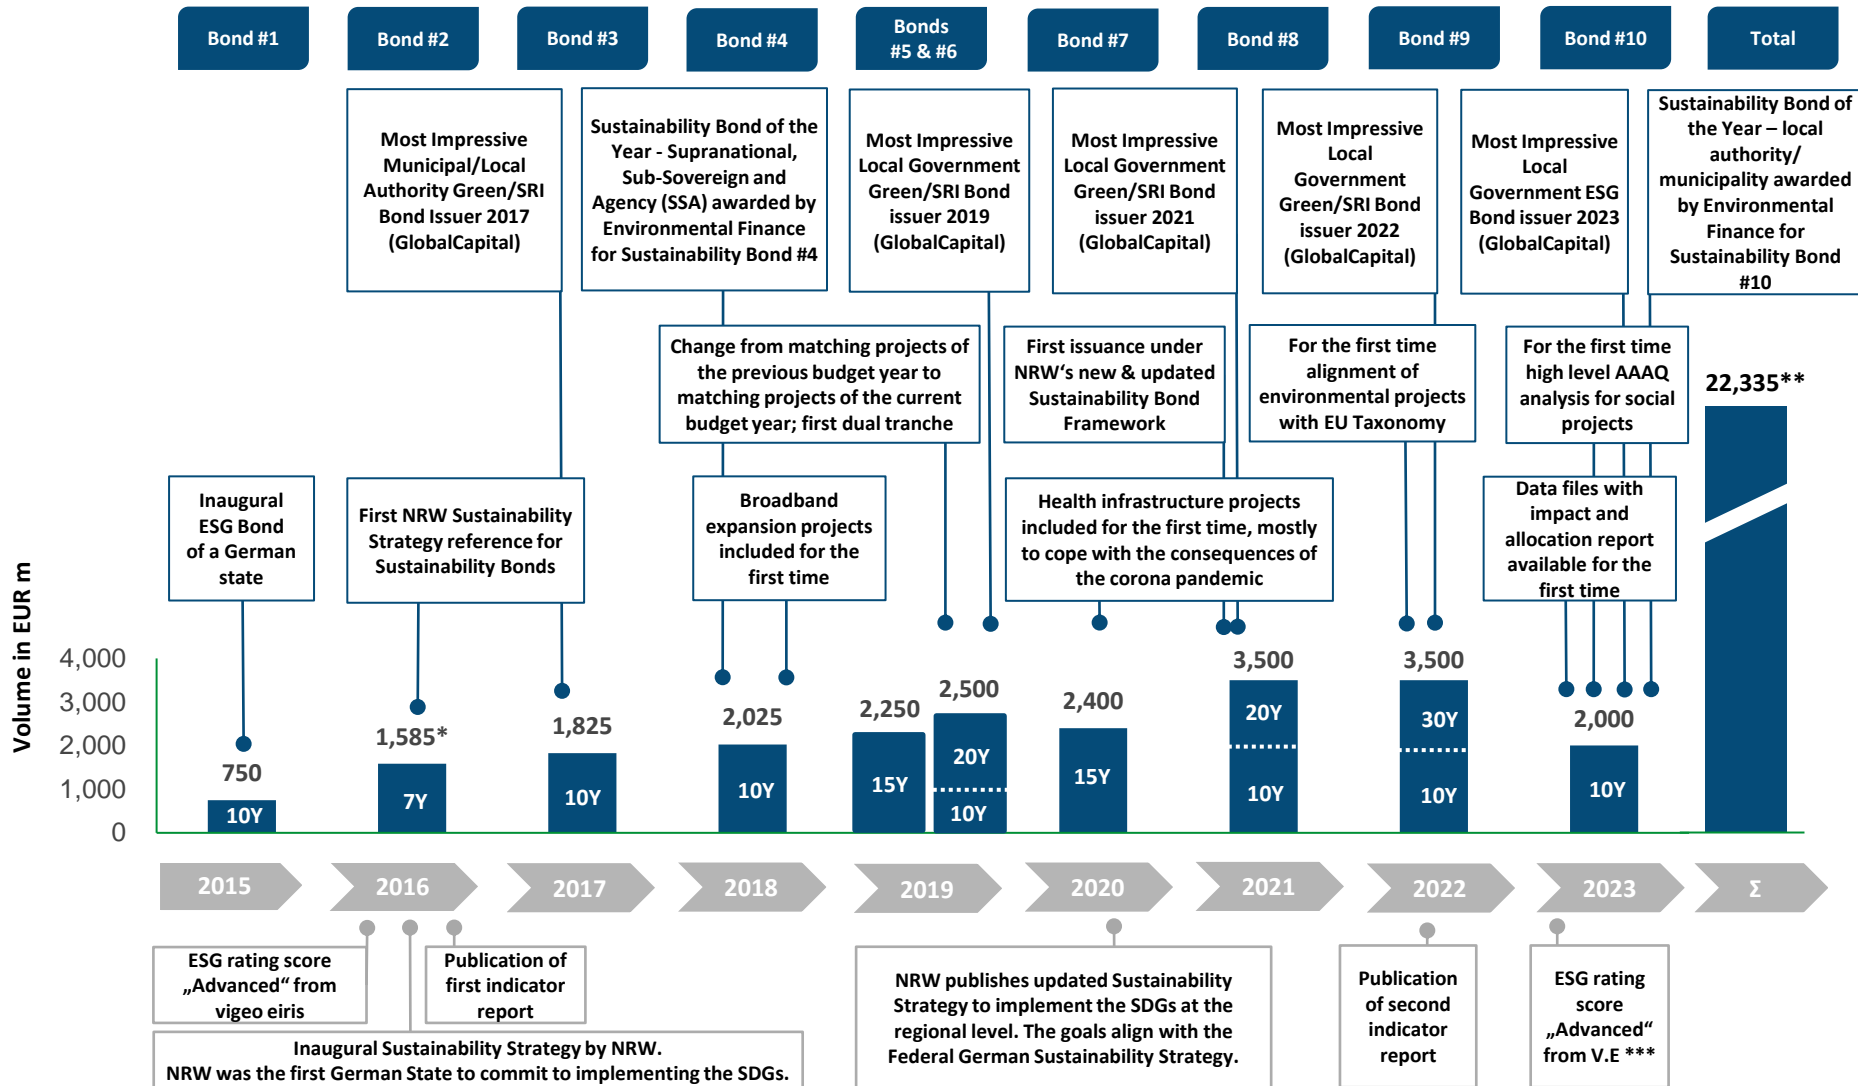 Bond #1
Bond #2
Bond #3
Bond #4
Bonds
#5 & #6
Bond #7
Bond #8
Bond #9
Bond #10
Total
Most Impressive
Municipal/Local
Authority Green/SRI
Bond Issuer 2017
(GlobalCapital)
Sustainability Bond of the
Year - Supranational,
Sub-Sovereign and
Agency (SSA) awarded by
Environmental Finance
for Sustainability Bond #4
Most Impressive
Local Government
Green/SRI Bond
issuer 2019
(GlobalCapital)
Most Impressive
Local Government
Green/SRI Bond
issuer 2021
(GlobalCapital)
Most Impressive
Local
Government
Green/SRI Bond
issuer 2022
(GlobalCapital)
Most Impressive
Local
Government ESG
Bond issuer 2023
(GlobalCapital)
Sustainability Bond of
the Year – local
authority/
municipality awarded
by Environmental
Finance for
Sustainability Bond
#10
Change from matching projects of
the previous budget year to
matching projects of the current
budget year; first dual tranche
First issuance under
NRW‘s new & updated
Sustainability Bond
Framework
For the first time
alignment of
environmental projects
with EU Taxonomy
For the first time
high level AAAQ
analysis for social
projects
22,335**
Inaugural
ESG Bond
of a German
state
First NRW Sustainability
Strategy reference for
Sustainability Bonds
Broadband
expansion projects
included for the
first time
Health infrastructure projects
included for the first time, mostly
to cope with the consequences of
the corona pandemic
Data files with
impact and
allocation report
available for the
first time
Volume in EUR m
4,000
3,000
2,000
1,000
0
750
10Y
1,585*
7Y
1,825
10Y
2,025
10Y
2,250
15Y
2,500
20Y
10Y
2,400
15Y
3,500
20Y
10Y
3,500
30Y
10Y
2,000
10Y
2015
2016
2017
2018
2019
2020
2021
2022
2023
Σ
ESG rating score
„Advanced“ from
vigeo eiris
Publication of
first indicator
report
Inaugural Sustainability Strategy by NRW.
NRW was the first German State to commit to implementing the SDGs.
NRW publishes updated Sustainability
Strategy to implement the SDGs at the
regional level. The goals align with the
Federal German Sustainability Strategy.
Publication
of second
indicator
report
ESG rating
score
„Advanced“
from V.E ***